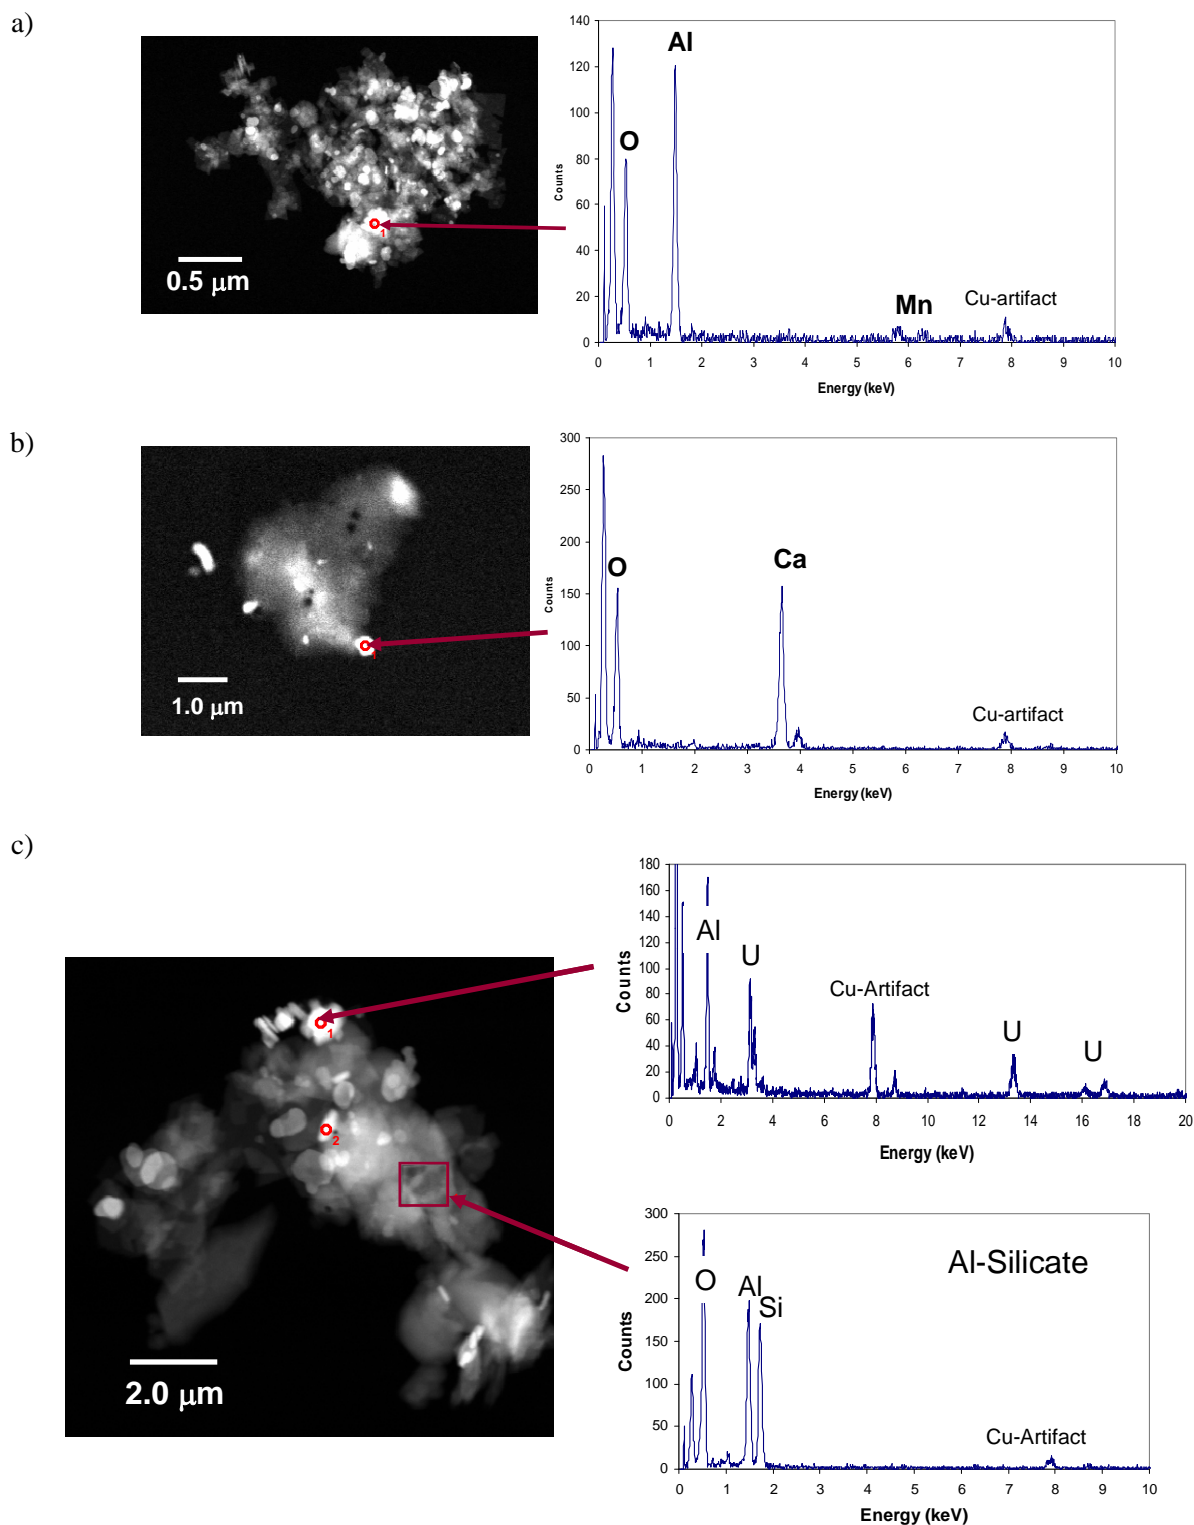 a)
140
120
100
80
60
40
20
0
Counts
Al
O
Mn
Cu-artifact
0 1 2 3 4 5 6 7 8 9 10
Energy (keV)
1
0.5 µm
b)
300
250
200
150
100
50
0
Counts
O
Ca
Cu-artifact
0 1 2 3 4 5 6 7 8 9 10
Energy (keV)
1
1.0 µm
c)
180
160
140
120
100
80
60
40
20
0
Counts
Al
U
Cu-Artifact
U
U
0 2 4 6 8 10 12 14 16 18 20
Energy (keV)
1
2
2.0 µm
300
250
200
150
100
50
0
Counts
Al-Silicate
O
Al
Si
Cu-Artifact
0 1 2 3 4 5 6 7 8 9 10
Energy (keV)